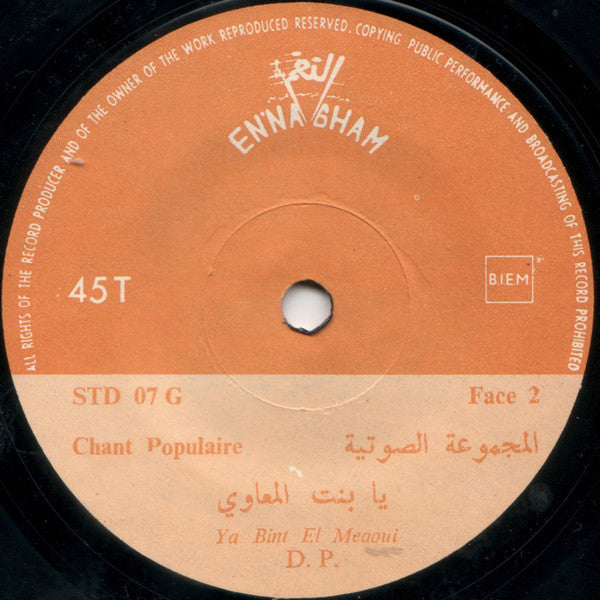 ALL RIGHTS OF THE RECORD PRODUCER AND OF THE OWNER OF THE WORK REPRODUCED RESERVED. COPYING, PUBLIC PERFORMANCE AND BROADCASTING OF THIS RECORD PROHIBITED
النغم
EN'NAGHAM
45T
B.I.E.M
STD 07 G
Face 2
Chant Populaire
المجموعة الصوتية
يا بنت المعاوي
Ya Bint El Meaoui
D. P.